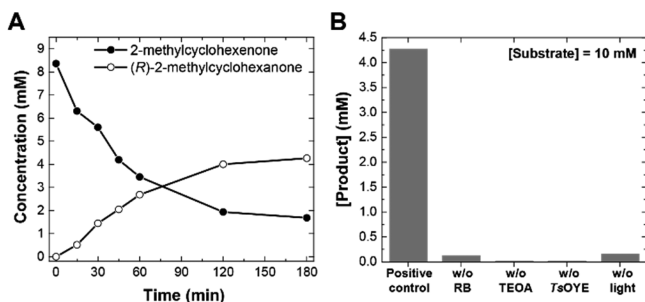 A
2-methylcyclohexenone
(R)-2-methylcyclohexanone
Concentration (mM)
9
8
7
6
5
4
3
2
1
0
0 30 60 90 120 150 180
Time (min)
B
[Substrate] = 10 mM
[Product] (mM)
4.5
4.0
3.5
3.0
2.5
2.0
1.5
1.0
0.5
0.0
Positive control
w/o RB
w/o TEOA
w/o TsOYE
w/o light